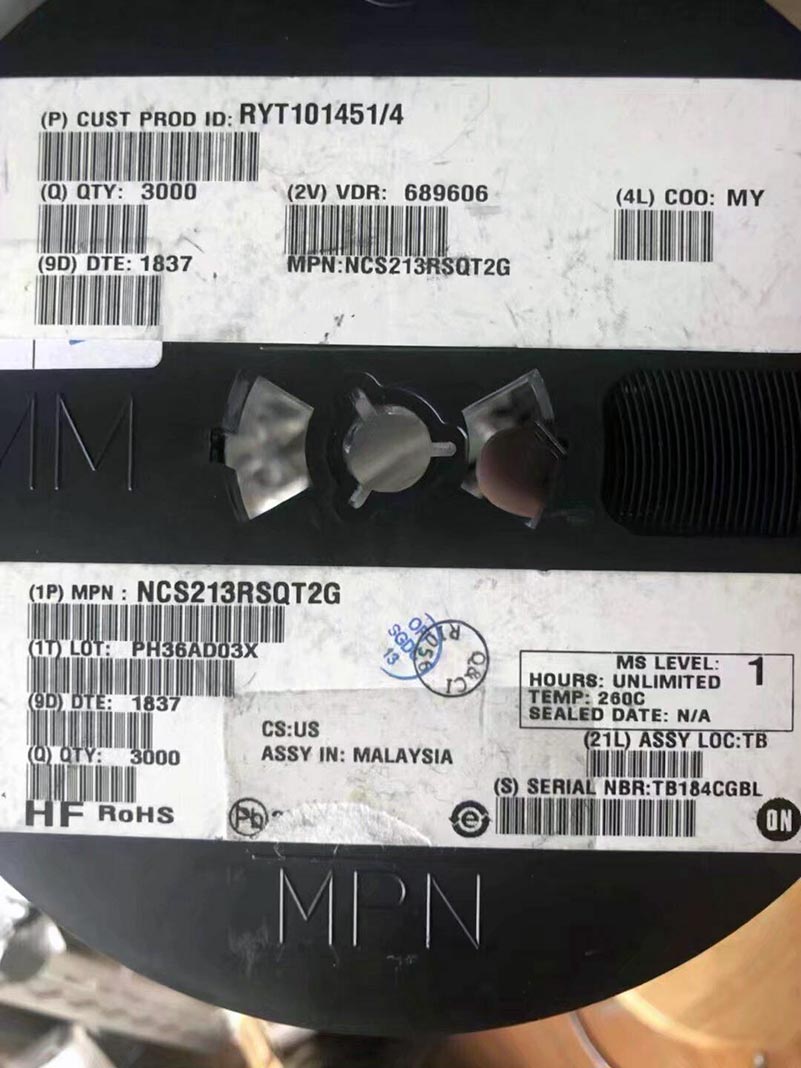 (P) CUST PROD ID: RYT101451/4
(Q) QTY: 3000
(2V) VDR: 689606
(4L) COO: MY
(9D) DTE: 1837
MPN:NCS213RSQT2G
(1P) MPN : NCS213RSQT2G
(1T) LOT: PH36AD03X
(9D) DTE: 1837
(Q) QTY: 3000
HF RoHS
CS:US
ASSY IN: MALAYSIA
Pb
e
MS LEVEL: 1
HOURS: UNLIMITED
TEMP: 260C
SEALED DATE: N/A
(21L) ASSY LOC:TB
(S) SERIAL NBR:TB184CGBL
ON
MPN